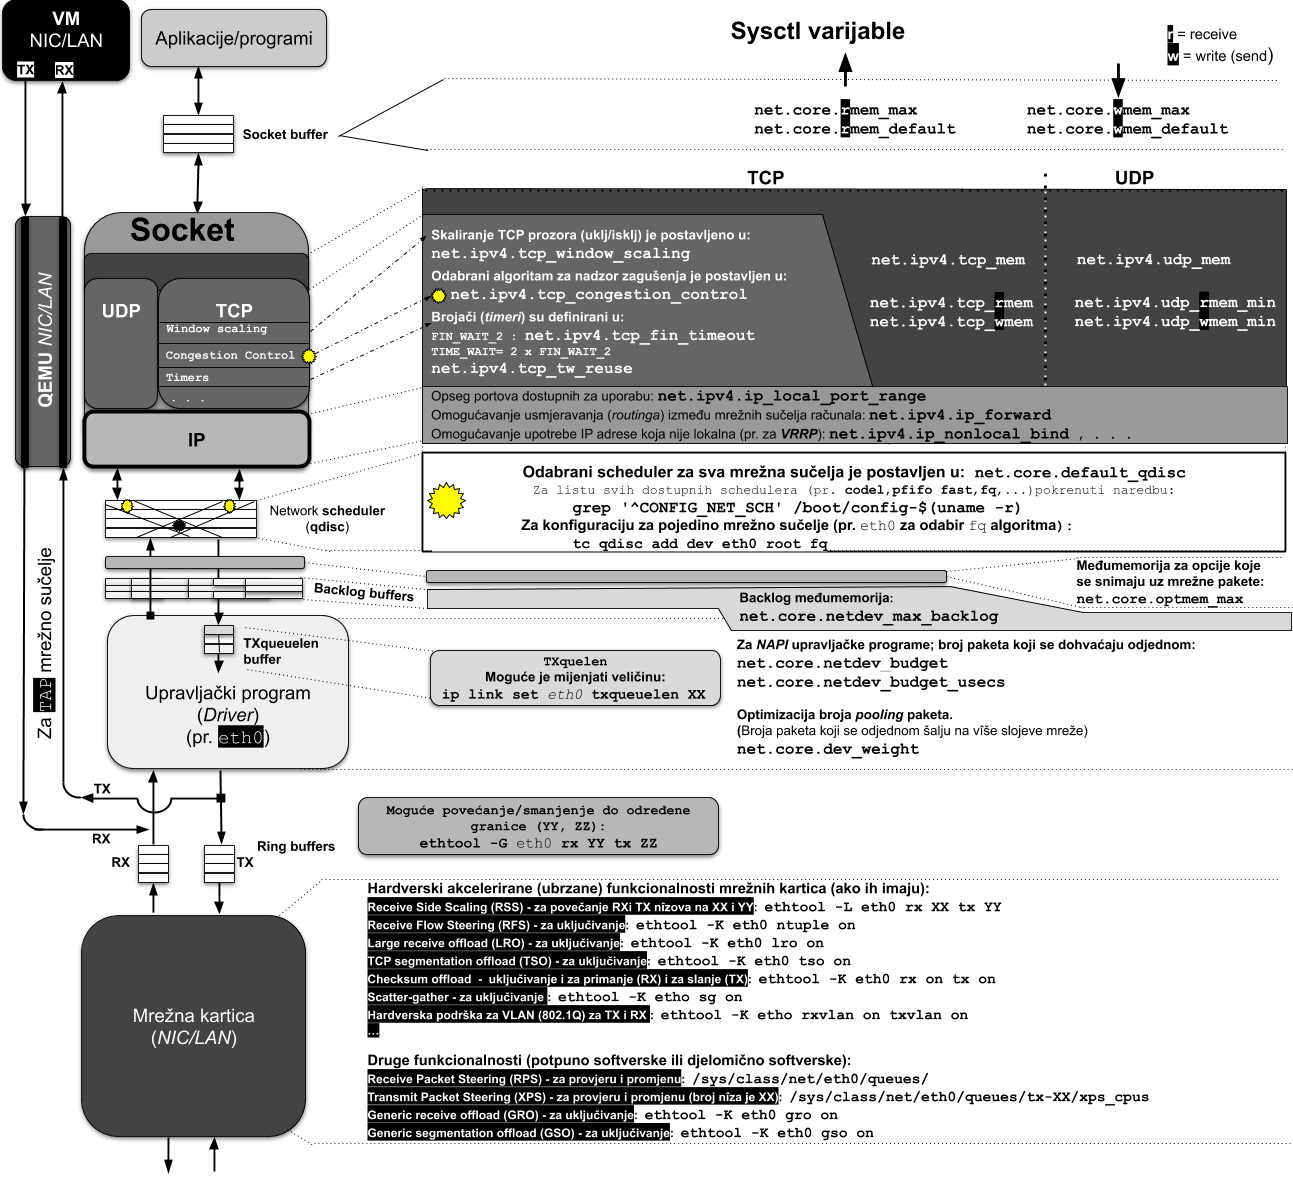 VM
NIC/LAN
TX RX
Aplikacije/programi
Sysctl varijable
r = receive
w = write (send)
Socket buffer
net.core.rmem_max
net.core.rmem_default
net.core.wmem_max
net.core.wmem_default
TCP
UDP
Socket
UDP
TCP
Window scaling
Congestion Control
Timers
. . .
IP
QEMU NIC/LAN
Skaliranje TCP prozora (uklj/isklj) je postavljeno u:
net.ipv4.tcp_window_scaling
Odabrani algoritam za nadzor zagušenja je postavljen u:
net.ipv4.tcp_congestion_control
Brojači (timeri) su definirani u:
FIN_WAIT_2 : net.ipv4.tcp_fin_timeout
TIME_WAIT= 2 x FIN_WAIT_2
net.ipv4.tcp_tw_reuse
net.ipv4.tcp_mem
net.ipv4.tcp_rmem
net.ipv4.tcp_wmem
net.ipv4.udp_mem
net.ipv4.udp_rmem_min
net.ipv4.udp_wmem_min
Opseg portova dostupnih za uporabu: net.ipv4.ip_local_port_range
Omogućavanje usmjeravanja (routinga) između mrežnih sučelja računala: net.ipv4.ip_forward
Omogućavanje upotrebe IP adrese koja nije lokalna (pr. za VRRP): net.ipv4.ip_nonlocal_bind , . . .
Network scheduler
(qdisc)
Odabrani scheduler za sva mrežna sučelja je postavljen u: net.core.default_qdisc
Za listu svih dostupnih schedulera (pr. codel,pfifo fast,fq,...)pokrenuti naredbu:
grep '^CONFIG_NET_SCH' /boot/config-$(uname -r)
Za konfiguraciju za pojedino mrežno sučelje (pr. eth0 za odabir fq algoritma) :
tc qdisc add dev eth0 root fq
Backlog buffers
Međumemorija za opcije koje
se snimaju uz mrežne pakete:
net.core.optmem_max
Backlog međumemorija:
net.core.netdev_max_backlog
Za TAP mrežno sučelje
TXqueuelen
buffer
Upravljački program
(Driver)
(pr. eth0)
TXquelen
Moguće je mijenjati veličinu:
ip link set eth0 txqueuelen XX
Za NAPI upravljačke programe; broj paketa koji se dohvaćaju odjednom:
net.core.netdev_budget
net.core.netdev_budget_usecs
Optimizacija broja pooling paketa.
(Broja paketa koji se odjednom šalju na vîše slojeve mreže)
net.core.dev_weight
TX
RX
RX
TX
Ring buffers
Moguće povećanje/smanjenje do određene
granice (YY, ZZ):
ethtool -G eth0 rx YY tx ZZ
Mrežna kartica
(NIC/LAN)
Hardverski akcelerirane (ubrzane) funkcionalnosti mrežnih kartica (ako ih imaju):
Receive Side Scaling (RSS) - za povečanje RXi TX nîzova na XX i YY: ethtool -L eth0 rx XX tx YY
Receive Flow Steering (RFS) - za uključivanje: ethtool -K eth0 ntuple on
Large receive offload (LRO) - za uključivanje: ethtool -K eth0 lro on
TCP segmentation offload (TSO) - za uključivanje: ethtool -K eth0 tso on
Checksum offload - uključivanje i za primanje (RX) i za slanje (TX): ethtool -K eth0 rx on tx on
Scatter-gather - za uključivanje : ethtool -K etho sg on
Hardverska podrška za VLAN (802.1Q) za TX i RX : ethtool -K etho rxvlan on txvlan on
...
Druge funkcionalnosti (potpuno softverske ili djelomično softverske):
Receive Packet Steering (RPS) - za provjeru i promjenu: /sys/class/net/eth0/queues/
Transmit Packet Steering (XPS) - za provjeru i promjenu (broj nîza je XX): /sys/class/net/eth0/queues/tx-XX/xps_cpus
Generic receive offload (GRO) - za uključivanje: ethtool -K eth0 gro on
Generic segmentation offload (GSO) - za uključivanje: ethtool -K eth0 gso on